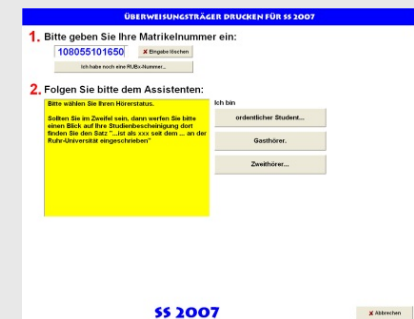 ÜBERWEISUNGSTRÄGER DRUCKEN FÜR SS 2007
1. Bitte geben Sie Ihre Matrikelnummer ein:
108055101650
Eingabe löschen
Ich habe noch eine RUBx-Nummer...
2. Folgen Sie bitte dem Assistenten:
Bitte wählen Sie Ihren Hörerstatus.
Sollten Sie im Zweifel sein, dann werfen Sie bitte
einen Blick auf Ihre Studienbescheinigung dort
finden Sie den Satz "...ist als xxx seit dem ... an der
Ruhr-Universität eingeschrieben"
Ich bin
ordentlicher Student...
Gasthörer.
Zweithörer...
SS 2007
Abbrechen